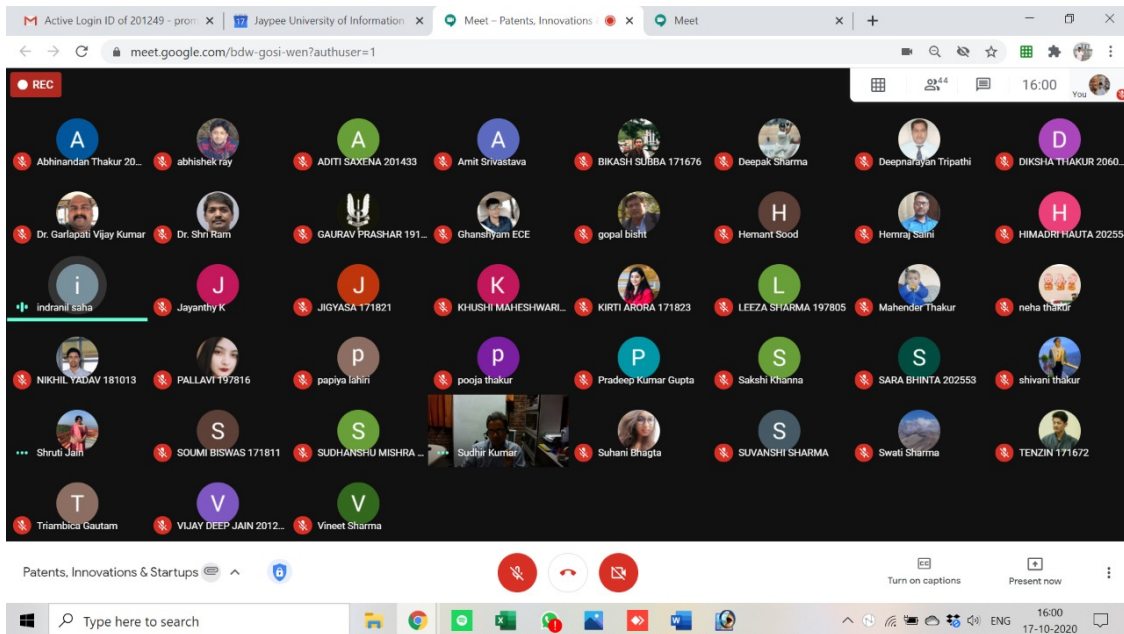 Active Login ID of 201249 - prom
Jaypee University of Information
Meet – Patents, Innovations
Meet
meet.google.com/bdw-gosi-wen?authuser=1
REC
44
16:00
You
A A A D
Abhinandan Thakur 20...
abhishek ray
ADITI SAXENA 201433
Amit Srivastava
BIKASH SUBBA 171676
Deepak Sharma
Deepnarayan Tripathi
DIKSHA THAKUR 2060...
H H
Dr. Garlapati Vijay Kumar
Dr. Shri Ram
GAURAV PRASHAR 191...
Ghanshyam ECE
gopal bisht
Hemant Sood
Hemraj Saini
HIMADRI HAUTA 20255
i J J K L
indranil saha
Jayanthy K
JIGYASA 171821
KHUSHI MAHESHWARI...
KIRTI ARORA 171823
LEEZA SHARMA 197805
Mahender Thakur
neha thakur
p p P S S
NIKHIL YADAV 181013
PALLAVI 197816
papiya lahiri
pooja thakur
Pradeep Kumar Gupta
Sakshi Khanna
SARA BHINTA 202553
shivani thakur
S S S
Shruti Jain
SOUMI BISWAS 171811
SUDHANSHU MISHRA ...
Sudhir Kumar
Suhani Bhagta
SUVANSHI SHARMA
Swati Sharma
TENZIN 171672
T V V
Triambica Gautam
VIJAY DEEP JAIN 2012...
Vineet Sharma
Patents, Innovations & Startups
Turn on captions
Present now
Type here to search
ENG
16:00
17-10-2020